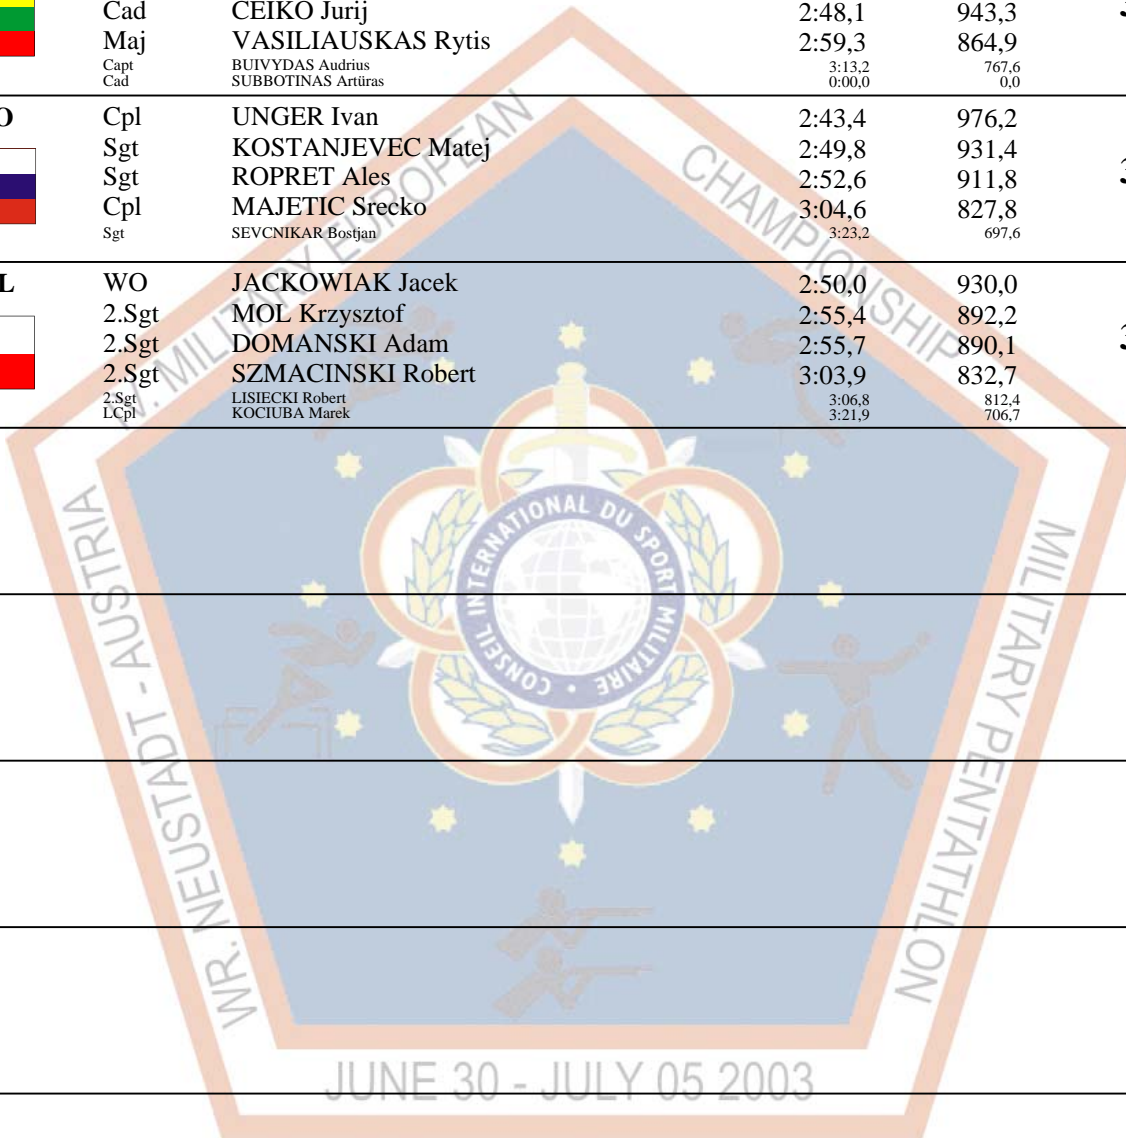 Cad CEIKO Jurij 2:48,1 943,3
Maj VASILIAUSKAS Rytis 2:59,3 864,9
Capt BUIVYDAS Audrius 3:13,2 767,6
Cad SUBBOTINAS Artüras 0:00,0 0,0
O Cpl UNGER Ivan 2:43,4 976,2
Sgt KOSTANJEVEC Matej 2:49,8 931,4
Sgt ROPRET Ales 2:52,6 911,8
Cpl MAJETIC Srecko 3:04,6 827,8
Sgt SEVCNIKAR Bostjan 3:23,2 697,6
L WO JACKOWIAK Jacek 2:50,0 930,0
2.Sgt MOL Krzysztof 2:55,4 892,2
2.Sgt DOMANSKI Adam 2:55,7 890,1
2.Sgt SZMACINSKI Robert 3:03,9 832,7
2.Sgt LISIECKI Robert 3:06,8 812,4
LCpl KOCIUBA Marek 3:21,9 706,7
V. MILITARY EUROPEAN CHAMPIONSHIP
MILITARY PENTATHLON
WR. NEUSTADT - AUSTRIA
CONSEIL INTERNATIONAL DU SPORT MILITAIRE
JUNE 30 - JULY 05 2003